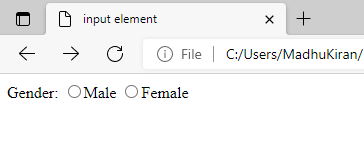 input element
File C:/Users/MadhuKiran/
Gender: Male Female